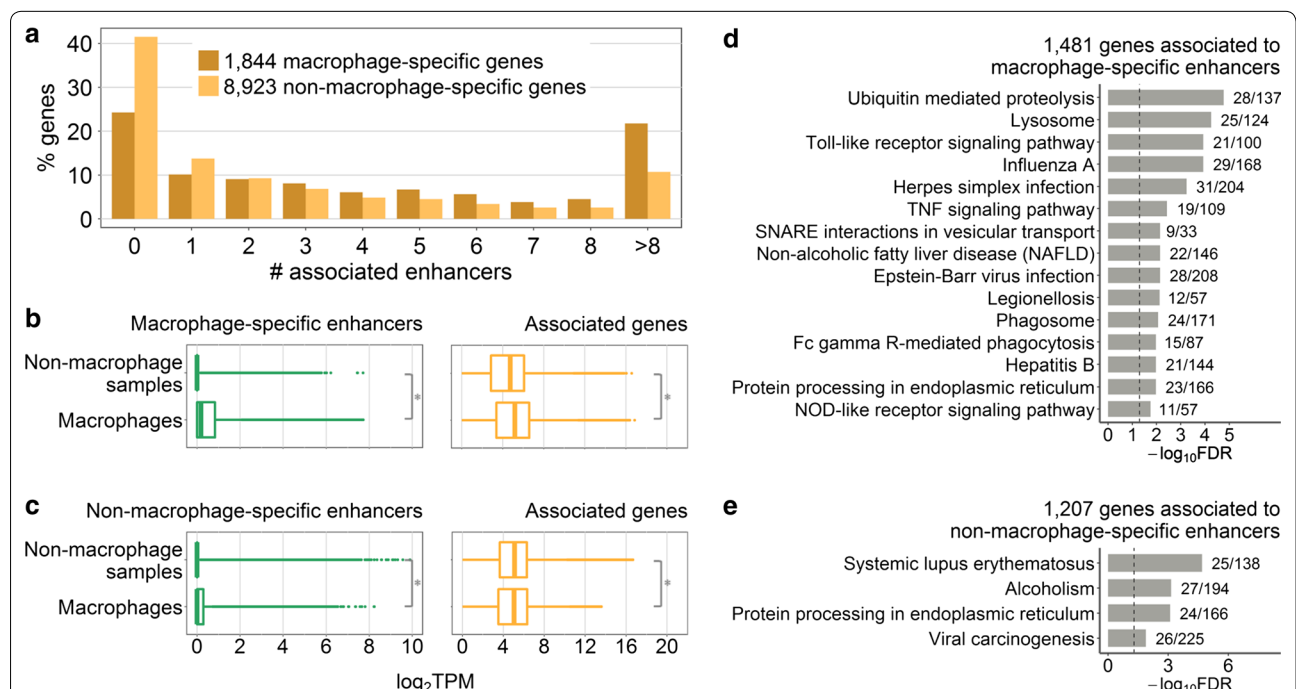 a
40
30
20
10
0
% genes
1,844 macrophage-specific genes
8,923 non-macrophage-specific genes
0 1 2 3 4 5 6 7 8 >8
# associated enhancers
b
Macrophage-specific enhancers
Associated genes
Non-macrophage
samples
Macrophages
*
*
c
Non-macrophage-specific enhancers
Associated genes
Non-macrophage
samples
Macrophages
*
*
0 2 4 6 8 10
0 4 8 12 16 20
log2TPM
d
1,481 genes associated to
macrophage-specific enhancers
Ubiquitin mediated proteolysis 28/137
Lysosome 25/124
Toll-like receptor signaling pathway 21/100
Influenza A 29/168
Herpes simplex infection 31/204
TNF signaling pathway 19/109
SNARE interactions in vesicular transport 9/33
Non-alcoholic fatty liver disease (NAFLD) 22/146
Epstein-Barr virus infection 28/208
Legionellosis 12/57
Phagosome 24/171
Fc gamma R-mediated phagocytosis 15/87
Hepatitis B 21/144
Protein processing in endoplasmic reticulum 23/166
NOD-like receptor signaling pathway 11/57
0 1 2 3 4 5
−log10FDR
e
1,207 genes associated to
non-macrophage-specific enhancers
Systemic lupus erythematosus 25/138
Alcoholism 27/194
Protein processing in endoplasmic reticulum 24/166
Viral carcinogenesis 26/225
0 3 6
−log10FDR